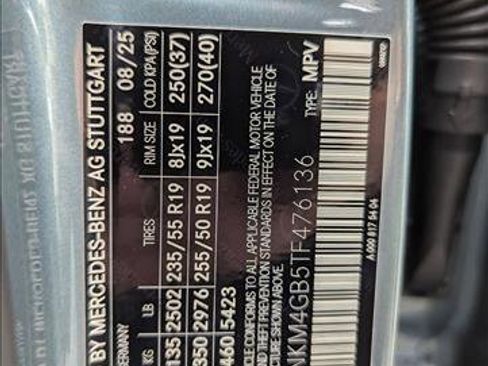 BY MERCEDES-BENZ AG STUTTGART
GERMANY 188 08/25
KG LB TIRES RIM SIZE COLD KPA(PSI)
135 2502 235/55 R19 8Jx19 250(37)
350 2976 255/50 R19 9Jx19 270(40)
460 5423
CLE CONFORMS TO ALL APPLICABLE FEDERAL MOTOR VEHICLE
THEFT PREVENTION STANDARDS IN EFFECT ON THE DATE OF
CTURE SHOWN ABOVE.
NKM4GB5TF476136 TYPE: MPV
A 000 817 54 04